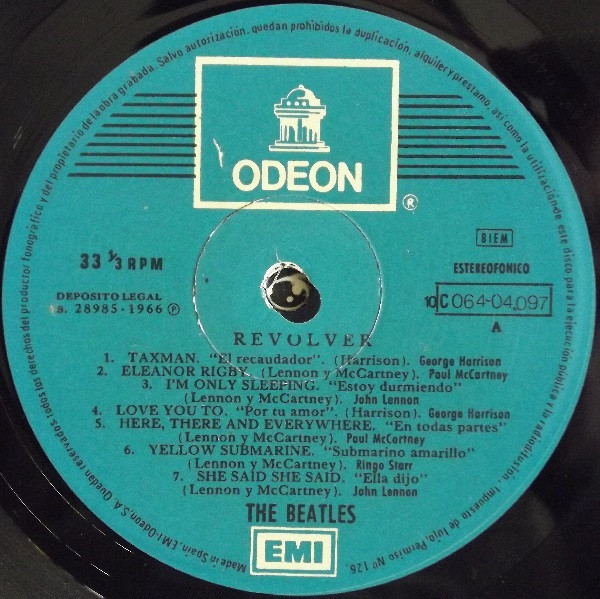 Quedan reservados todos los derechos del productor fonográfico y del propietario de la obra grabada. Salvo autorización, quedan prohibidos la duplicación, alquiler y prestamo, así como la utilización de este disco para la ejecución pública y la radiodifusion. Impuesto de Lujo, Permiso Nº 126.
ODEON
®
33 1/3 RPM
BIEM
ESTEREOFONICO
DEPOSITO LEGAL
B. 28985-1966 ℗
10C 064-04.097
A
REVOLVER
1. TAXMAN. "El recaudador". (Harrison). George Harrison
2. ELEANOR RIGBY. (Lennon y McCartney). Paul McCartney
3. I'M ONLY SLEEPING. "Estoy durmiendo"
(Lennon y McCartney). John Lennon
4. LOVE YOU TO. "Por tu amor". (Harrison). George Harrison
5. HERE, THERE AND EVERYWHERE. "En todas partes"
(Lennon y McCartney). Paul McCartney
6. YELLOW SUBMARINE. "Submarino amarillo"
(Lennon y McCartney). Ringo Starr
7. SHE SAID SHE SAID. "Ella dijo"
(Lennon y McCartney). John Lennon
THE BEATLES
EMI
Made in Spain. EMI-Odeon, S.A.